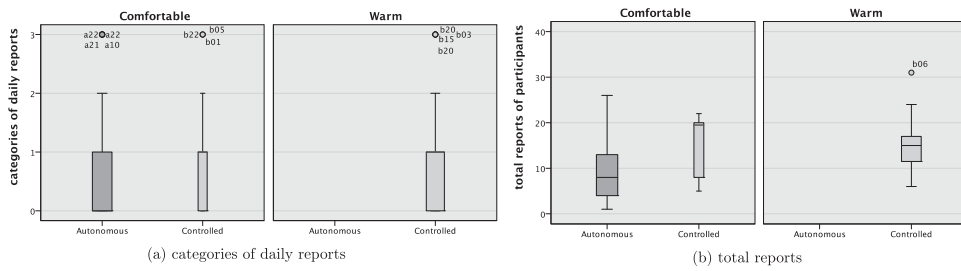 Comfortable
Warm
categories of daily reports
3
2
1
0
a22 a22
a21 a10
b22 b05
b01
b20 b03
b15
b20
Autonomous
Controlled
Autonomous
Controlled
(a) categories of daily reports
Comfortable
Warm
total reports of participants
40
30
20
10
0
b06
Autonomous
Controlled
Autonomous
Controlled
(b) total reports